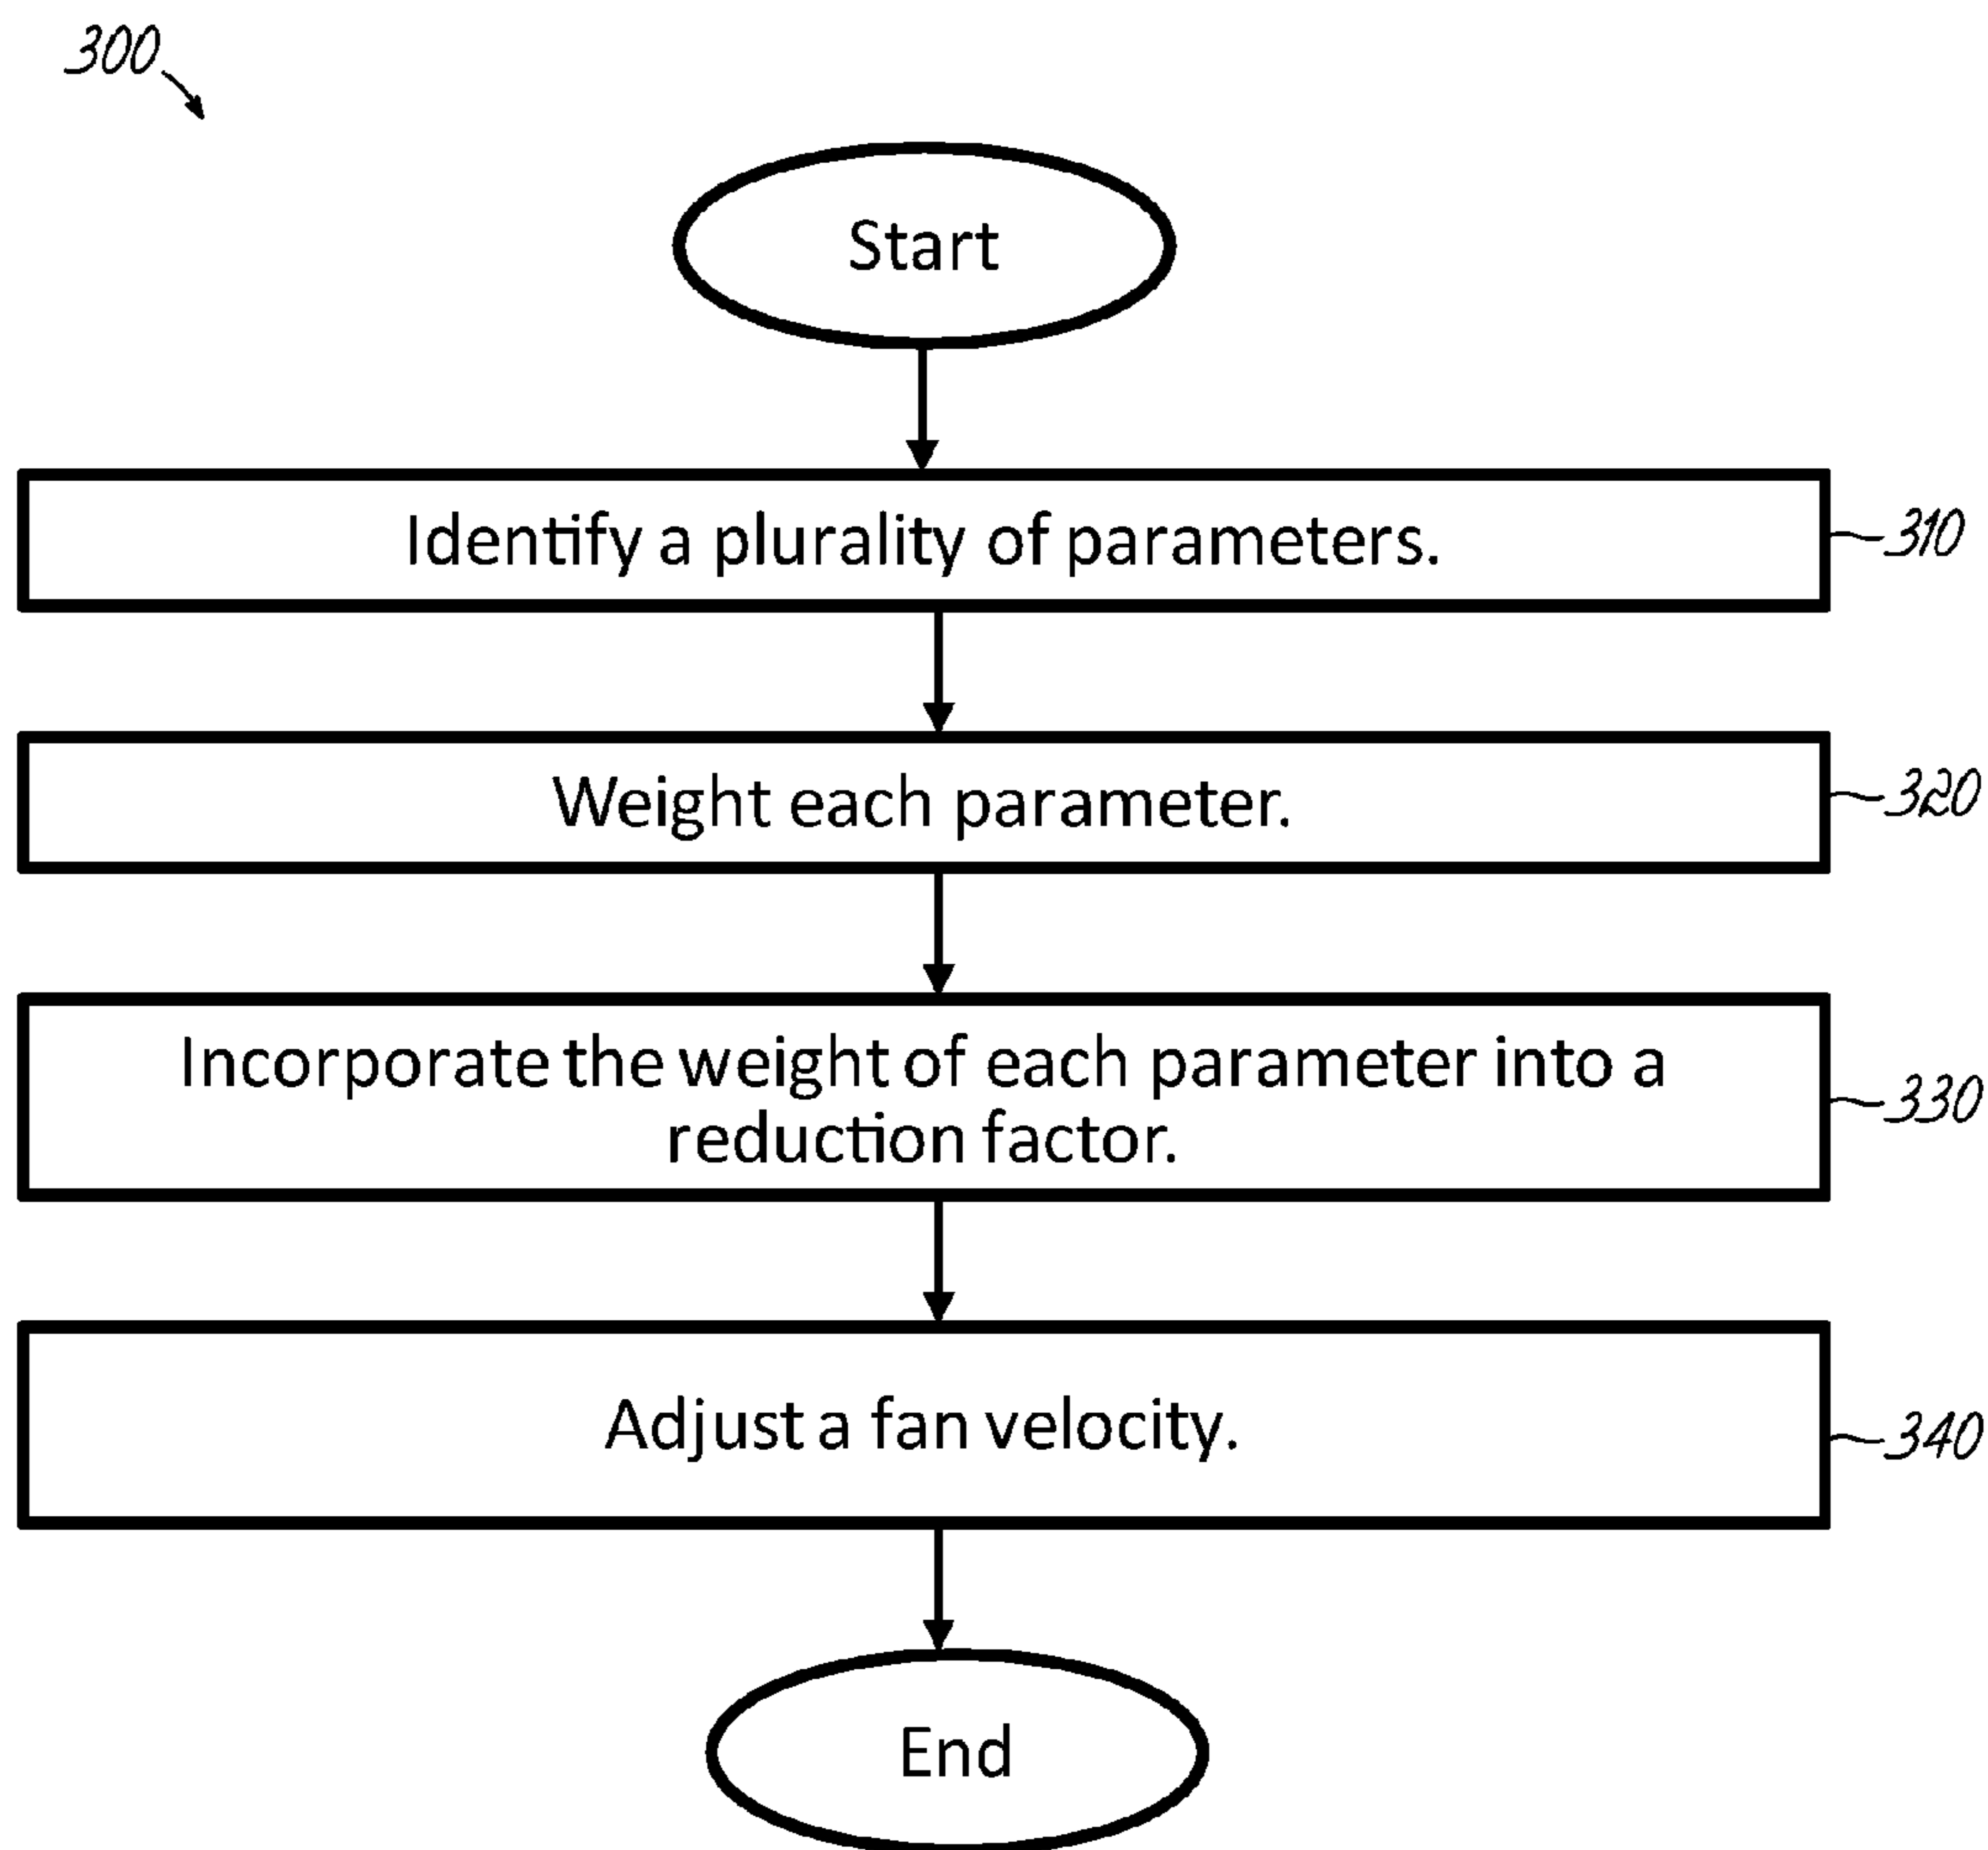 300
Start
Identify a plurality of parameters.
310
Weight each parameter.
320
Incorporate the weight of each parameter into a
reduction factor.
330
Adjust a fan velocity.
340
End